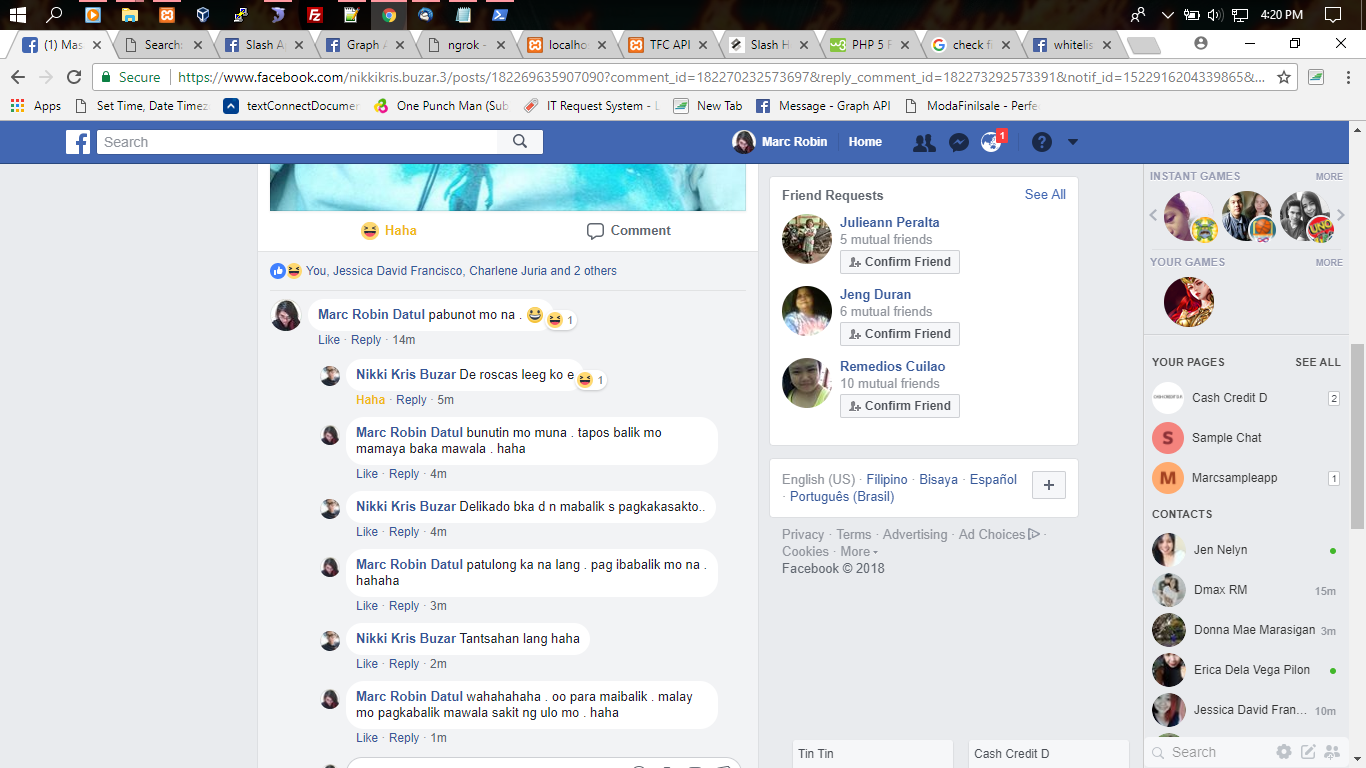 4:20 PM
(1) Mas
Search:
Slash A
Graph A
ngrok -
localho
TFC API
Slash H
PHP 5 F
check fi
whitelis
Secure
https://www.facebook.com/nikkikris.buzar.3/posts/182269635907090?comment_id=182270232573697&reply_comment_id=182273292573391&notif_id=1522916204339865&...
Apps
Set Time, Date Timez
textConnectDocumen
One Punch Man (Sub
IT Request System - L
New Tab
Message - Graph API
ModaFinilsale - Perfe
Search
Marc Robin
Home
1
Haha
Comment
You, Jessica David Francisco, Charlene Juria and 2 others
Marc Robin Datul pabunot mo na .
1
Like · Reply · 14m
Nikki Kris Buzar De roscas leeg ko e
1
Haha · Reply · 5m
Marc Robin Datul bunutin mo muna . tapos balik mo
mamaya baka mawala . haha
Like · Reply · 4m
Nikki Kris Buzar Delikado bka d n mabalik s pagkakasakto..
Like · Reply · 4m
Marc Robin Datul patulong ka na lang . pag ibabalik mo na .
hahaha
Like · Reply · 3m
Nikki Kris Buzar Tantsahan lang haha
Like · Reply · 2m
Marc Robin Datul wahahahaha . oo para maibalik . malay
mo pagkabalik mawala sakit ng ulo mo . haha
Like · Reply · 1m
Friend Requests
See All
Julieann Peralta
5 mutual friends
Confirm Friend
Jeng Duran
6 mutual friends
Confirm Friend
Remedios Cuilao
10 mutual friends
Confirm Friend
English (US) · Filipino · Bisaya · Español
· Português (Brasil)
Privacy · Terms · Advertising · Ad Choices ·
Cookies · More
Facebook © 2018
INSTANT GAMES
MORE
UNO
YOUR GAMES
MORE
YOUR PAGES
SEE ALL
Cash Credit D
2
Sample Chat
S
Marcsampleapp
M
1
CONTACTS
Jen Nelyn
Dmax RM
15m
Donna Mae Marasigan
3m
Erica Dela Vega Pilon
Jessica David Fran...
10m
Tin Tin
Cash Credit D
Search